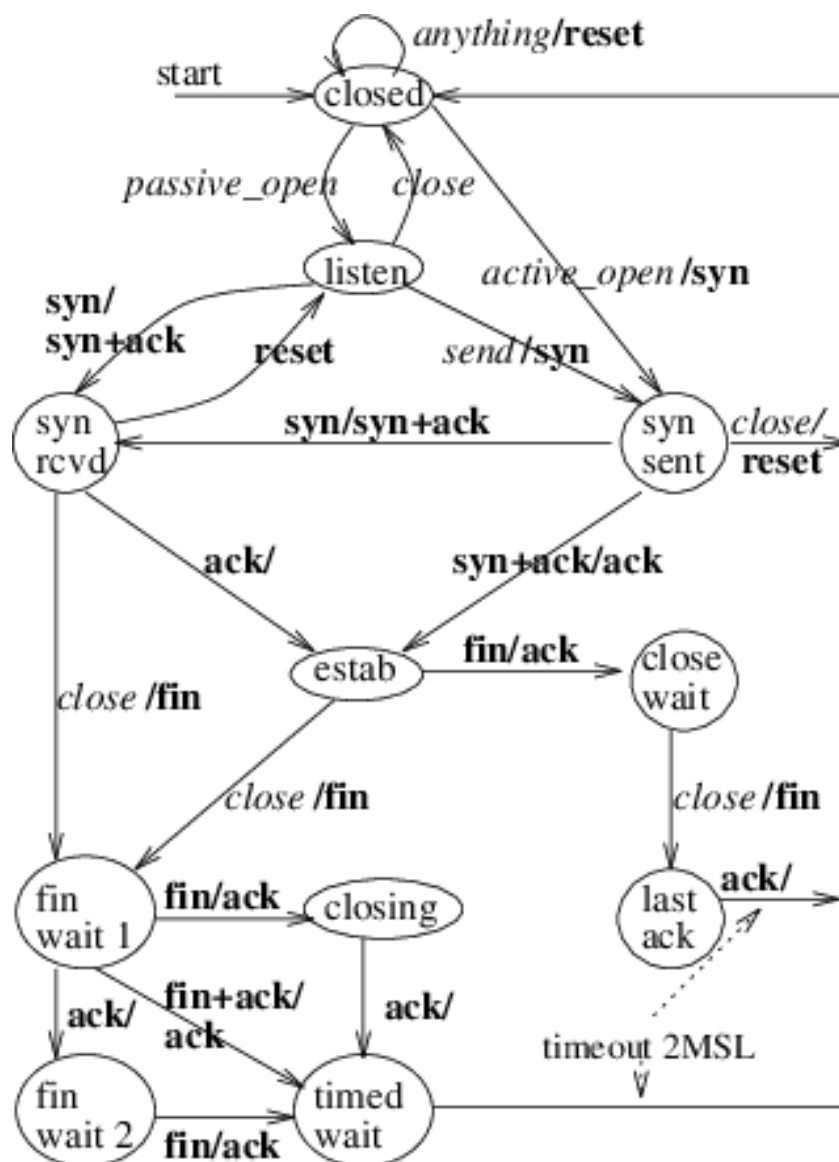 anything/reset
start
closed
passive_open
close
listen
active_open/syn
syn/
syn+ack
reset
send/syn
syn
rcvd
syn/syn+ack
syn
sent
close/
reset
ack/
syn+ack/ack
estab
fin/ack
close
wait
close /fin
close /fin
close/fin
fin
wait 1
fin/ack
closing
last
ack
ack/
ack/
fin+ack/
ack
ack/
timeout 2MSL
fin
wait 2
fin/ack
timed
wait